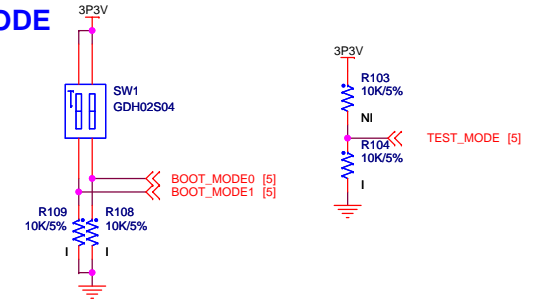 ODE
3P3V
SW1
GDH02S04
BOOT_MODE0 [5]
BOOT_MODE1 [5]
R109
10K/5%
I
R108
10K/5%
I
3P3V
R103
10K/5%
NI
TEST_MODE [5]
R104
10K/5%
I